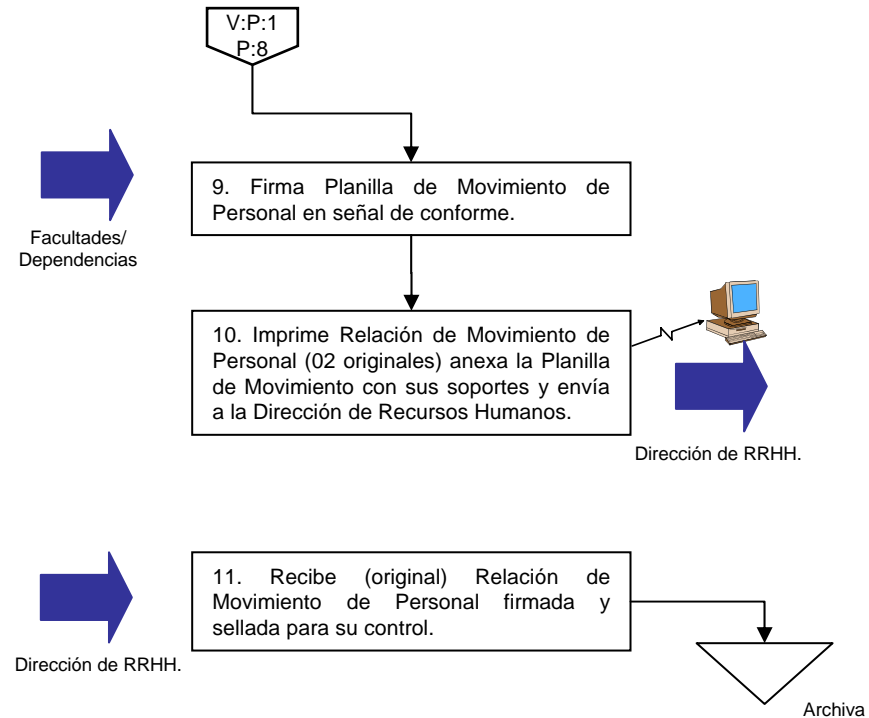 V:P:1
P:8
9. Firma Planilla de Movimiento de
Personal en señal de conforme.
Facultades/
Dependencias
10. Imprime Relación de Movimiento de
Personal (02 originales) anexa la Planilla
de Movimiento con sus soportes y envía
a la Dirección de Recursos Humanos.
Dirección de RRHH.
11. Recibe (original) Relación de
Movimiento de Personal firmada y
sellada para su control.
Dirección de RRHH.
Archiva